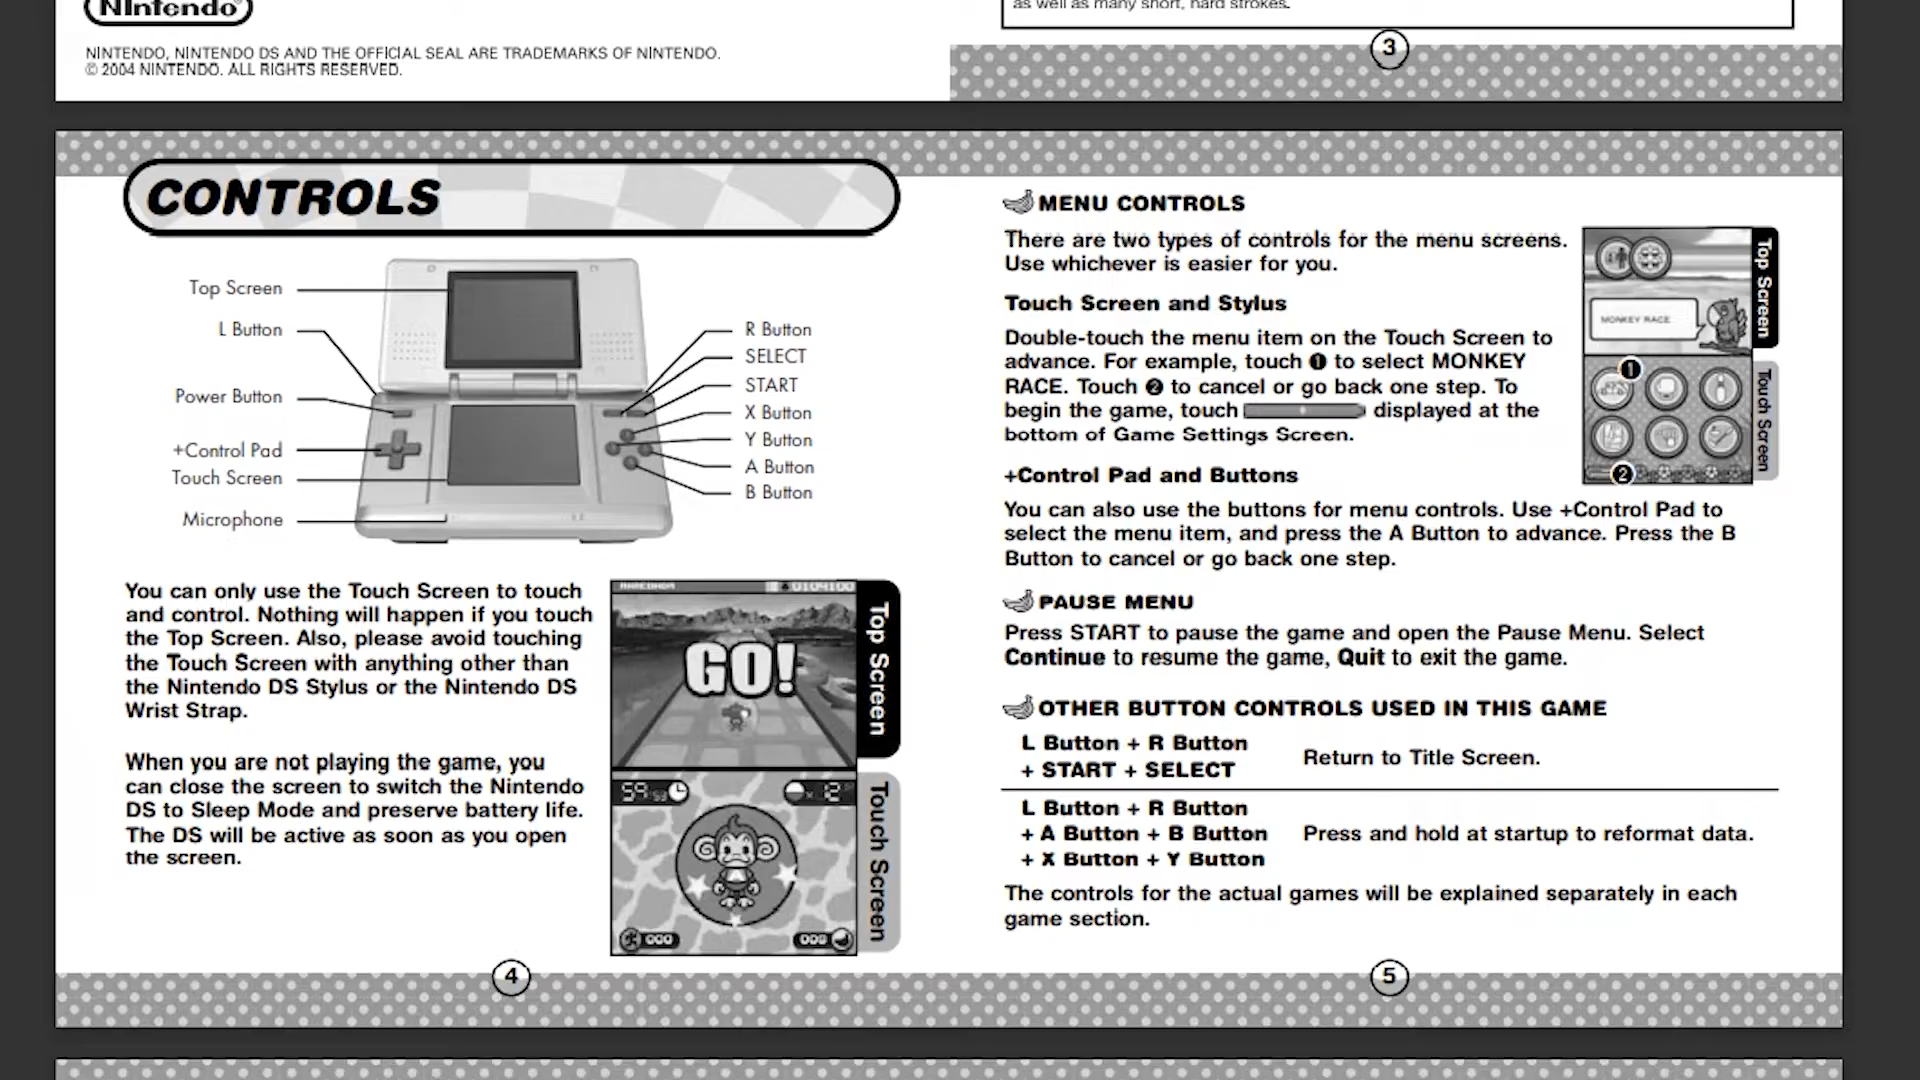 Nintendo®
NINTENDO, NINTENDO DS AND THE OFFICIAL SEAL ARE TRADEMARKS OF NINTENDO.
© 2004 NINTENDO. ALL RIGHTS RESERVED.
as well as many short, hard strokes.
3
CONTROLS
Top Screen
L Button
Power Button
+Control Pad
Touch Screen
Microphone
R Button
SELECT
START
X Button
Y Button
A Button
B Button
You can only use the Touch Screen to touch
and control. Nothing will happen if you touch
the Top Screen. Also, please avoid touching
the Touch Screen with anything other than
the Nintendo DS Stylus or the Nintendo DS
Wrist Strap.
When you are not playing the game, you
can close the screen to switch the Nintendo
DS to Sleep Mode and preserve battery life.
The DS will be active as soon as you open
the screen.
0104100
GO!
Top Screen
59
12
000
Touch Screen
4
MENU CONTROLS
There are two types of controls for the menu screens.
Use whichever is easier for you.
Touch Screen and Stylus
Double-touch the menu item on the Touch Screen to
advance. For example, touch ❶ to select MONKEY
RACE. Touch ❷ to cancel or go back one step. To
begin the game, touch displayed at the
bottom of Game Settings Screen.
MONKEY RACE
Top Screen
1
2
Touch Screen
+Control Pad and Buttons
You can also use the buttons for menu controls. Use +Control Pad to
select the menu item, and press the A Button to advance. Press the B
Button to cancel or go back one step.
PAUSE MENU
Press START to pause the game and open the Pause Menu. Select
Continue to resume the game, Quit to exit the game.
OTHER BUTTON CONTROLS USED IN THIS GAME
L Button + R Button
+ START + SELECT
Return to Title Screen.
L Button + R Button
+ A Button + B Button
+ X Button + Y Button
Press and hold at startup to reformat data.
The controls for the actual games will be explained separately in each
game section.
5